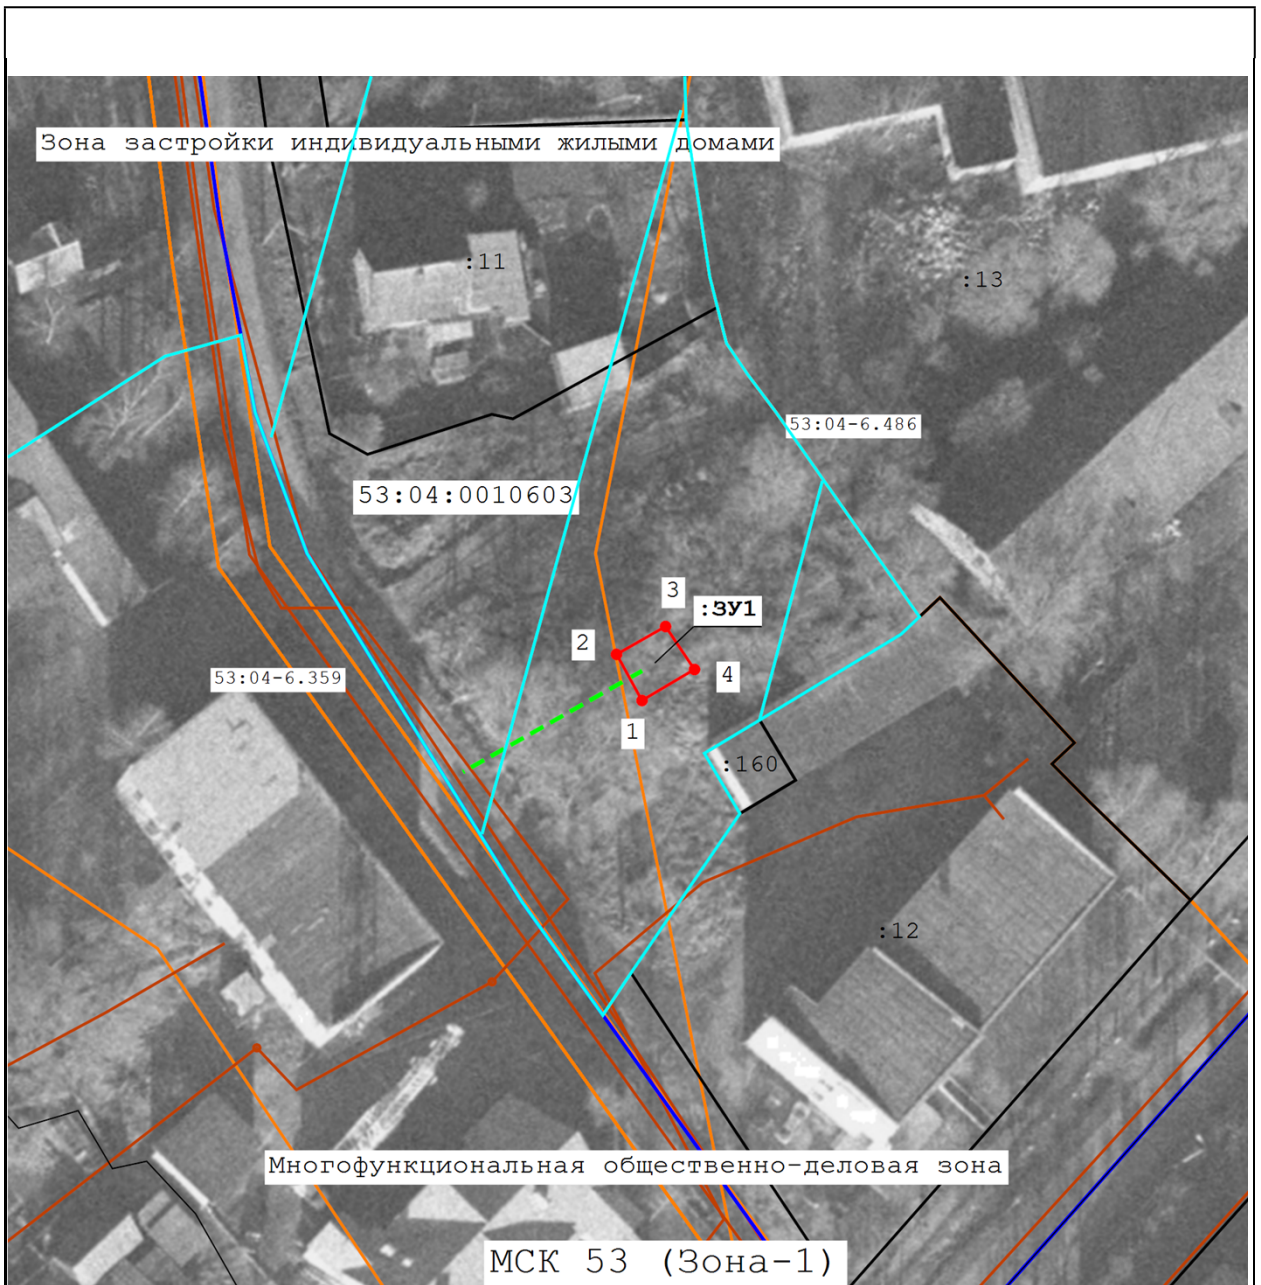 Зона застройки индивидуальными жилыми домами
:11
:13
53:04-6.486
53:04:0010603
3
:ЗУ1
2
4
53:04-6.359
1
:160
:12
Многофункциональная общественно-деловая зона
МСК 53 (Зона-1)